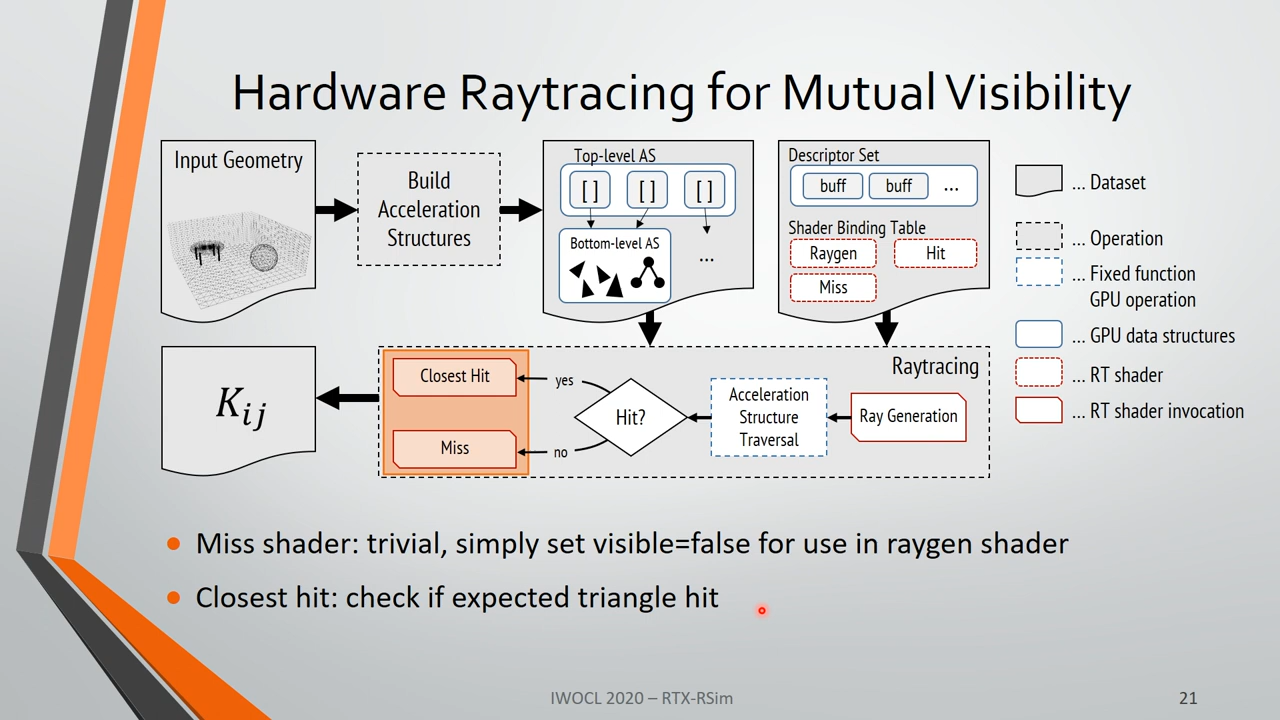 Hardware Raytracing for Mutual Visibility
Input Geometry
Build
Acceleration
Structures
Top-level AS
[ ] [ ] [ ]
Bottom-level AS
...
Descriptor Set
buff buff ...
Shader Binding Table
Raygen Hit
Miss
... Dataset
... Operation
... Fixed function
GPU operation
... GPU data structures
... RT shader
... RT shader invocation
Kij
Raytracing
Closest Hit
Miss
yes
no
Hit?
Acceleration
Structure
Traversal
Ray Generation
Miss shader: trivial, simply set visible=false for use in raygen shader
Closest hit: check if expected triangle hit
IWOCL 2020 – RTX-RSim
21